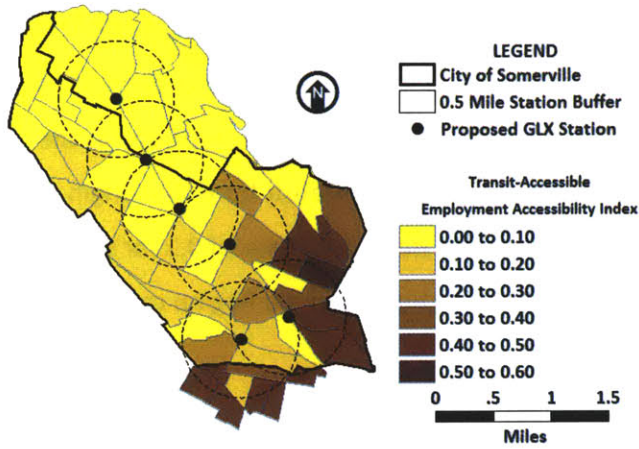 LEGEND
City of Somerville
0.5 Mile Station Buffer
Proposed GLX Station
N
Transit-Accessible
Employment Accessibility Index
0.00 to 0.10
0.10 to 0.20
0.20 to 0.30
0.30 to 0.40
0.40 to 0.50
0.50 to 0.60
0 .5 1 1.5
Miles